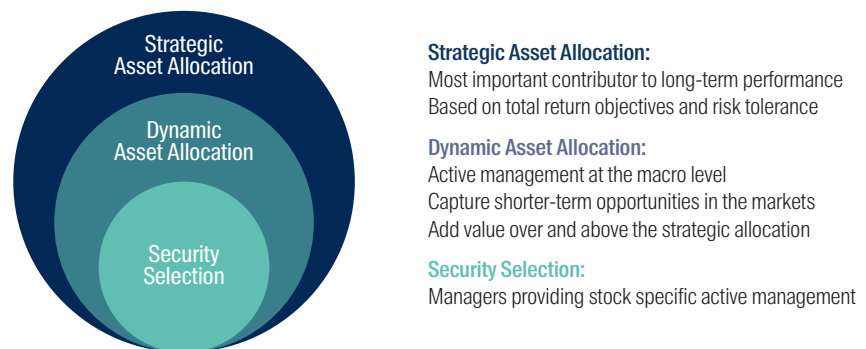 Strategic
Asset Allocation
Dynamic
Asset Allocation
Security
Selection
Strategic Asset Allocation:
Most important contributor to long-term performance
Based on total return objectives and risk tolerance
Dynamic Asset Allocation:
Active management at the macro level
Capture shorter-term opportunities in the markets
Add value over and above the strategic allocation
Security Selection:
Managers providing stock specific active management